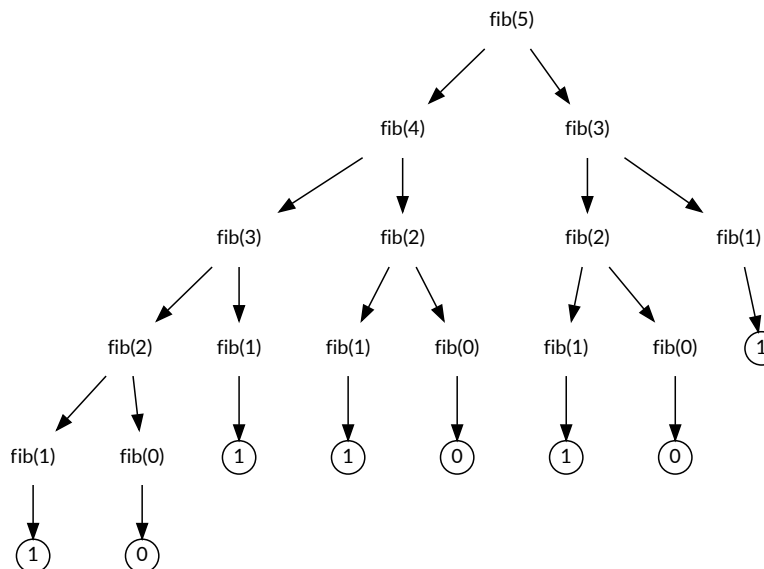 fib(5)
fib(4) fib(3)
fib(3) fib(2) fib(2) fib(1)
fib(2) fib(1) fib(1) fib(0) fib(1) fib(0) 1
fib(1) fib(0) 1 1 0 1 0
1 0